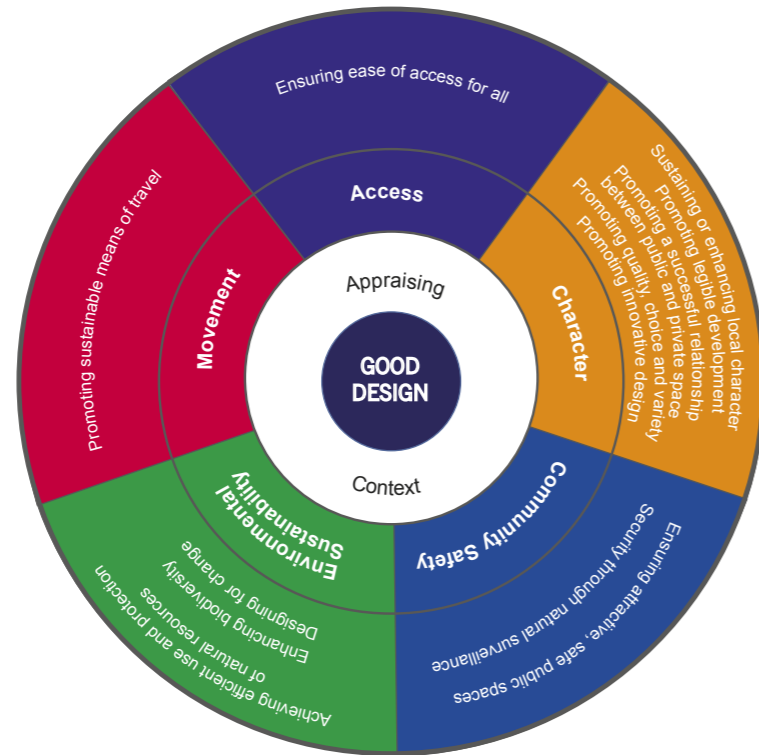 Ensuring ease of access for all
Access
Sustaining or enhancing local character
Promoting legible development
Promoting a successful relationship
between public and private space
Promoting quality, choice and variety
Promoting innovative design
Character
Ensuring attractive, safe public spaces
Security through natural surveillance
Community Safety
Environmental
Sustainability
Achieving efficient use and protection
of natural resources
Enhancing biodiversity
Designing for change
Movement
Promoting sustainable means of travel
Appraising
GOOD
DESIGN
Context